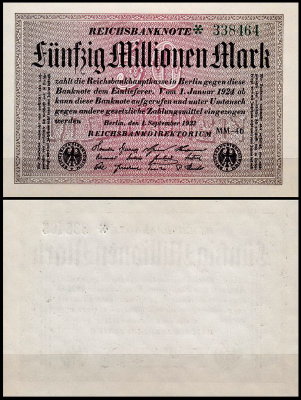 REICHSBANKNOTE * 338464
Fünfzig Millionen Mark
zahlt die Reichsbankhauptkasse in Berlin gegen diese
Banknote dem Einlieferer. Vom 1. Januar 1924 ab
kann diese Banknote aufgerufen und unter Umtausch
gegen andere gesetzliche Zahlungsmittel eingezogen
werden
Berlin, den 1. September 1923
REICHSBANKDIREKTORIUM MM-46